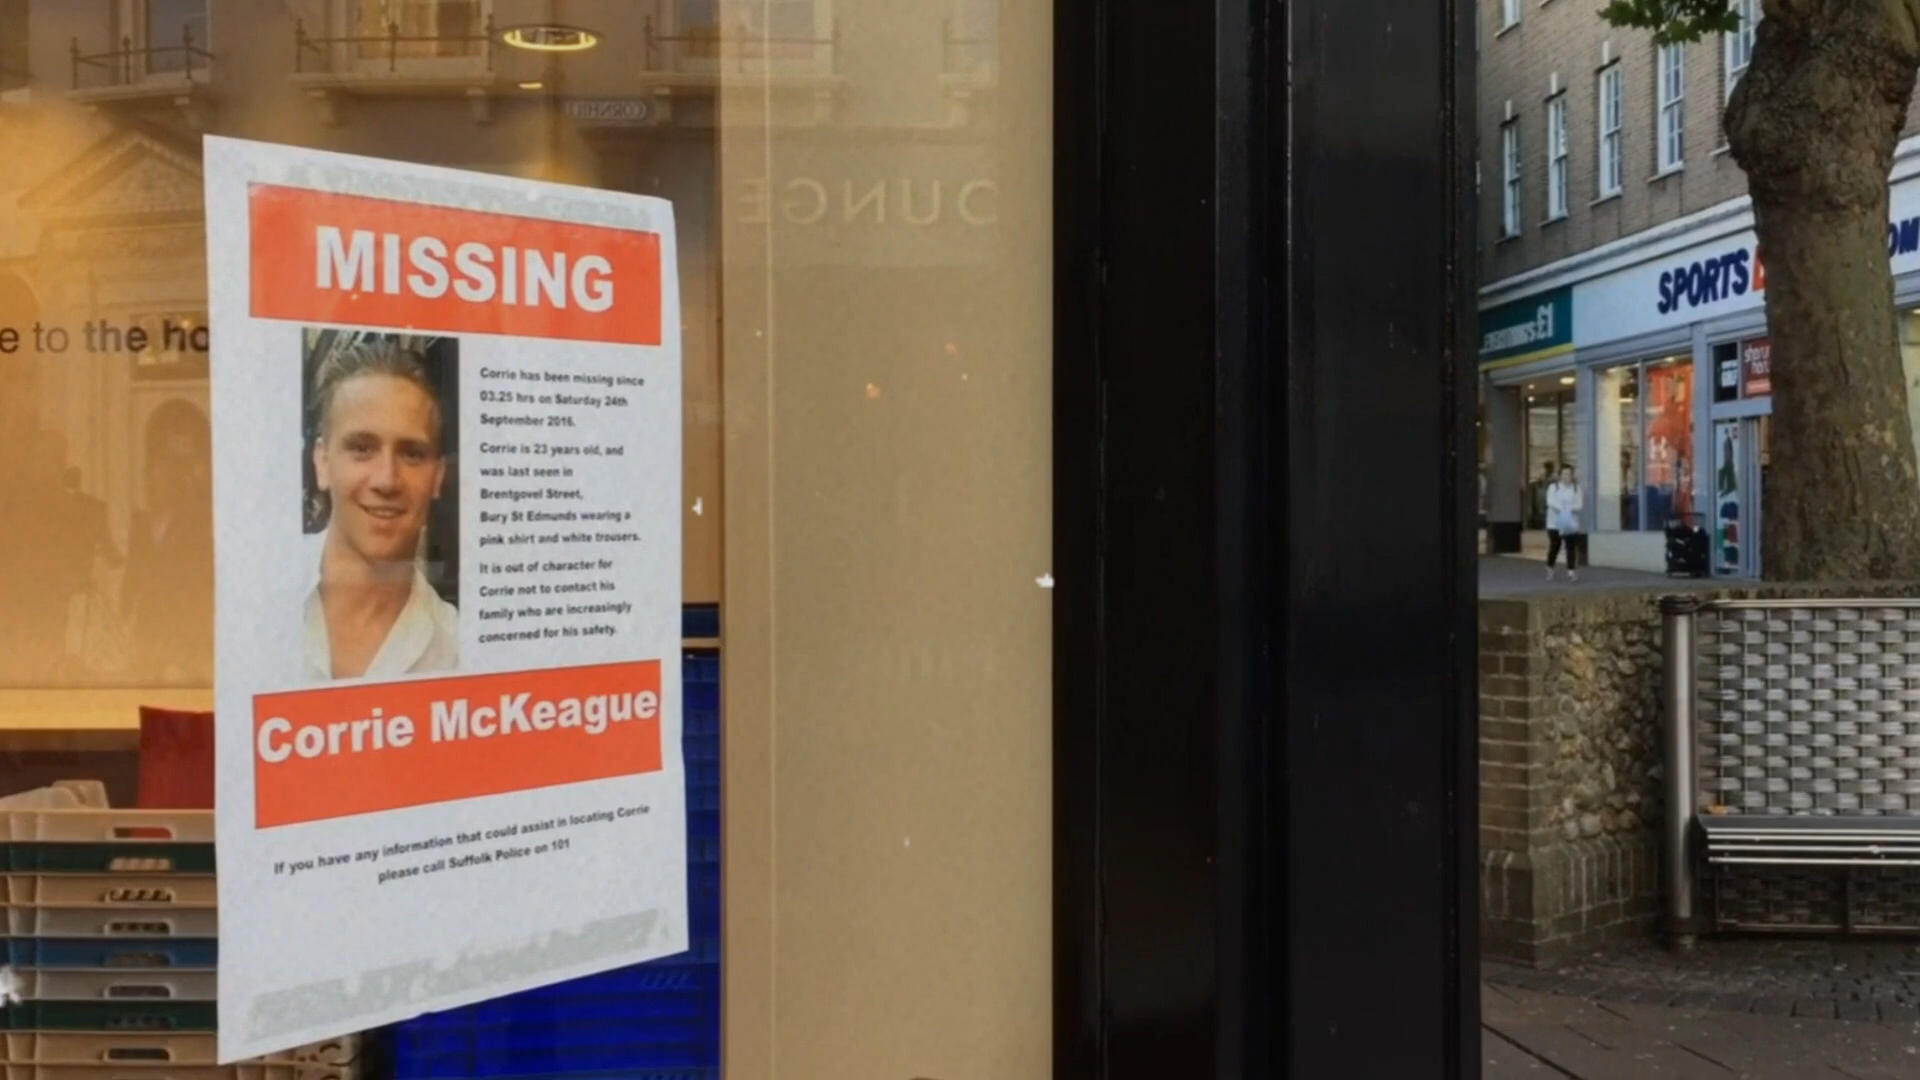 MISSING
Corrie has been missing since
03.25 hrs on Saturday 24th
September 2016.
Corrie is 23 years old, and
was last seen in
Brentgovel Street,
Bury St Edmunds wearing a
pink shirt and white trousers.
It is out of character for
Corrie not to contact his
family who are increasingly
concerned for his safety.
Corrie McKeague
If you have any information that could assist in locating Corrie
please call Suffolk Police on 101
e to the ho
CORNHILL
OUNGE
SPORTS
OM
£1